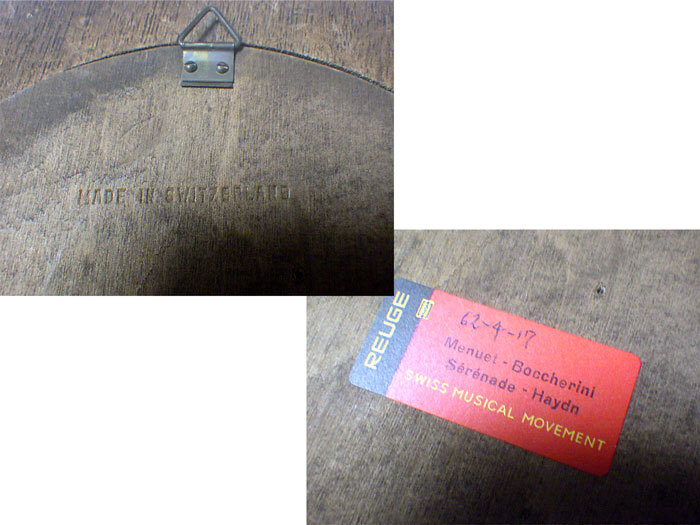 MADE IN SWITZERLAND
REUGE
62-4-17
Menuet - Boccherini
Sérénade - Haydn
SWISS MUSICAL MOVEMENT